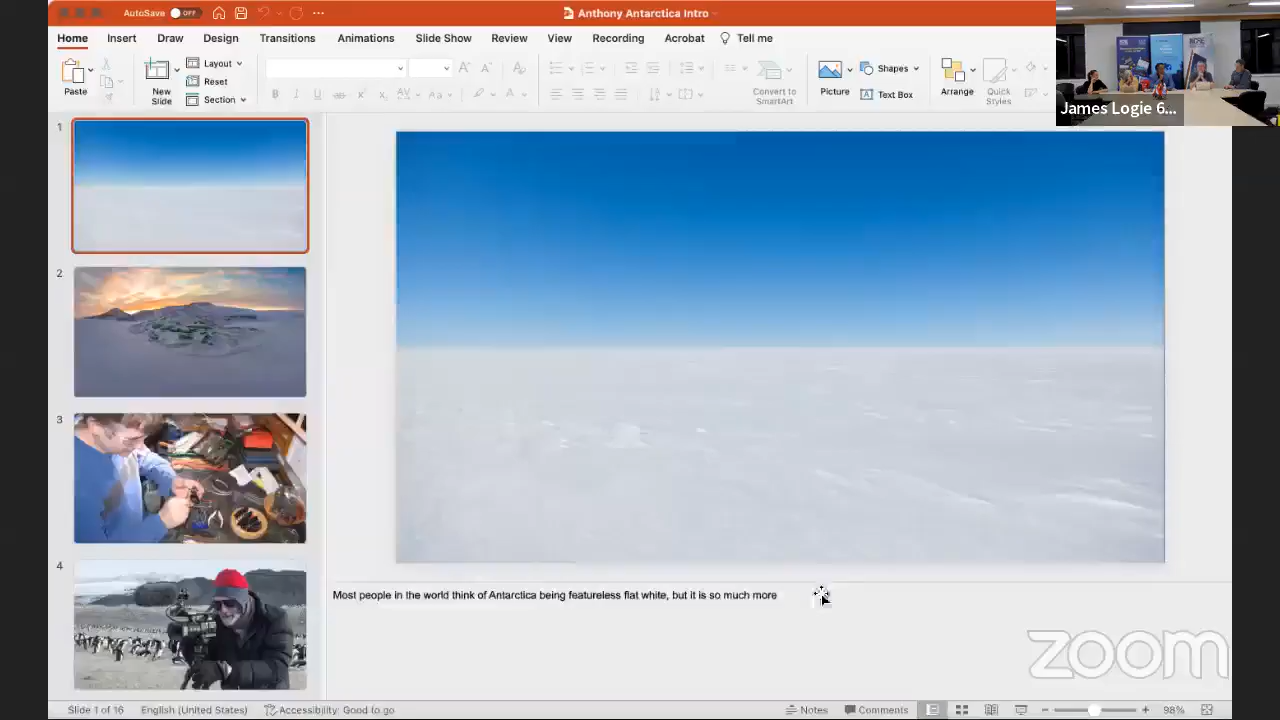 AutoSave OFF
Anthony Antarctica Intro
Home Insert Draw Design Transitions Animations Slide Show Review View Recording Acrobat Tell me
Paste
New Slide
Layout
Reset
Section
Convert to SmartArt
Picture
Shapes
Text Box
Arrange
Quick Styles
James Logie 6...
1
2
3
4
Most people in the world think of Antarctica being featureless flat white, but it is so much more
zoom
Slide 1 of 16 English (United States) Accessibility: Good to go Notes Comments 98%